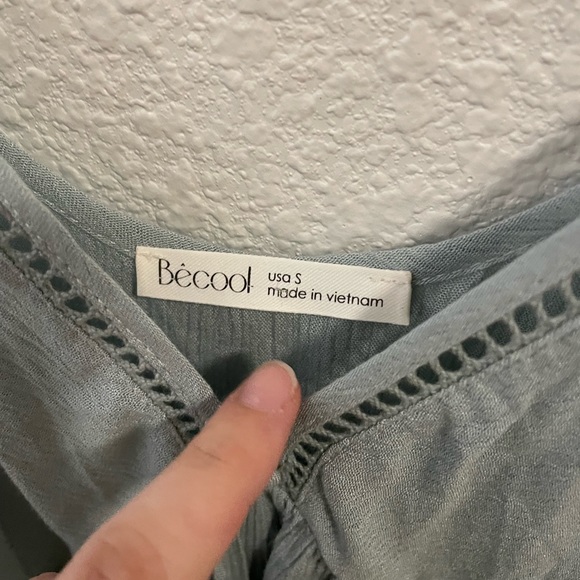 Bêcool
usa S
made in vietnam